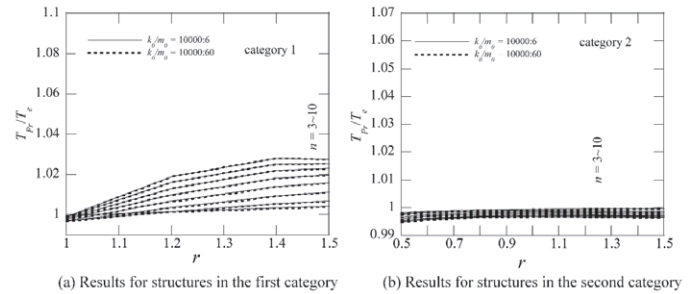 1.1
1.08
1.06
1.04
1.02
1
T_Pr/T_e
k_0/m_0 = 10000:6
k_0/m_0 = 10000:60
category 1
n = 3~10
1 1.1 1.2 1.3 1.4 1.5
r
(a) Results for structures in the first category
1.07
1.06
1.05
1.04
1.03
1.02
1.01
1
0.99
T_Pr/T_e
k_0/m_0 = 10000:6
k_0/m_0 10000:60
category 2
n = 3~10
0.5 0.7 0.9 1.1 1.3 1.5
r
(b) Results for structures in the second category